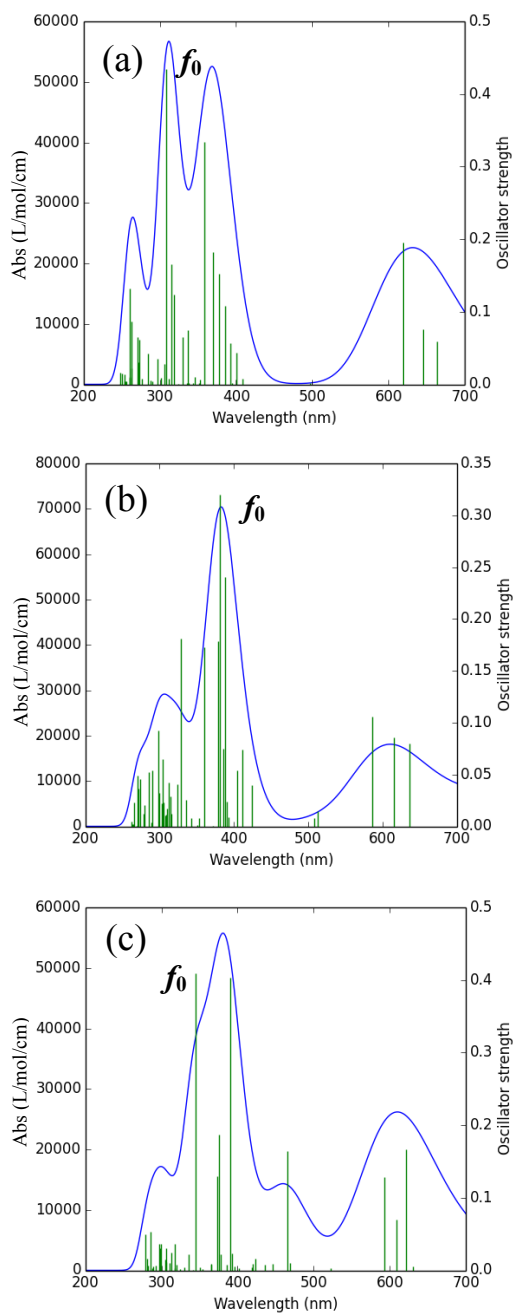 (a)
f0
60000
50000
40000
30000
20000
10000
0
0.5
0.4
0.3
0.2
0.1
0.0
200 300 400 500 600 700
Wavelength (nm)
Abs (L/mol/cm)
Oscillator strength
(b)
f0
80000
70000
60000
50000
40000
30000
20000
10000
0
0.35
0.30
0.25
0.20
0.15
0.10
0.05
0.00
200 300 400 500 600 700
Wavelength (nm)
Abs (L/mol/cm)
Oscillator strength
(c)
f0
60000
50000
40000
30000
20000
10000
0
0.5
0.4
0.3
0.2
0.1
0.0
200 300 400 500 600 700
Wavelength (nm)
Abs (L/mol/cm)
Oscillator strength